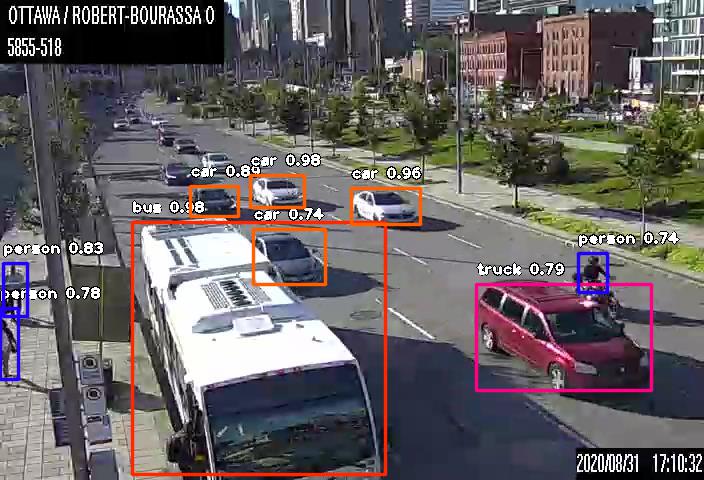 OTTAWA / ROBERT-BOURASSA O
5855-518
car 0.98
car 0.89
car 0.96
bus 0.98
car 0.74
person 0.83
person 0.74
truck 0.79
person 0.78
2020/08/31 17:10:32